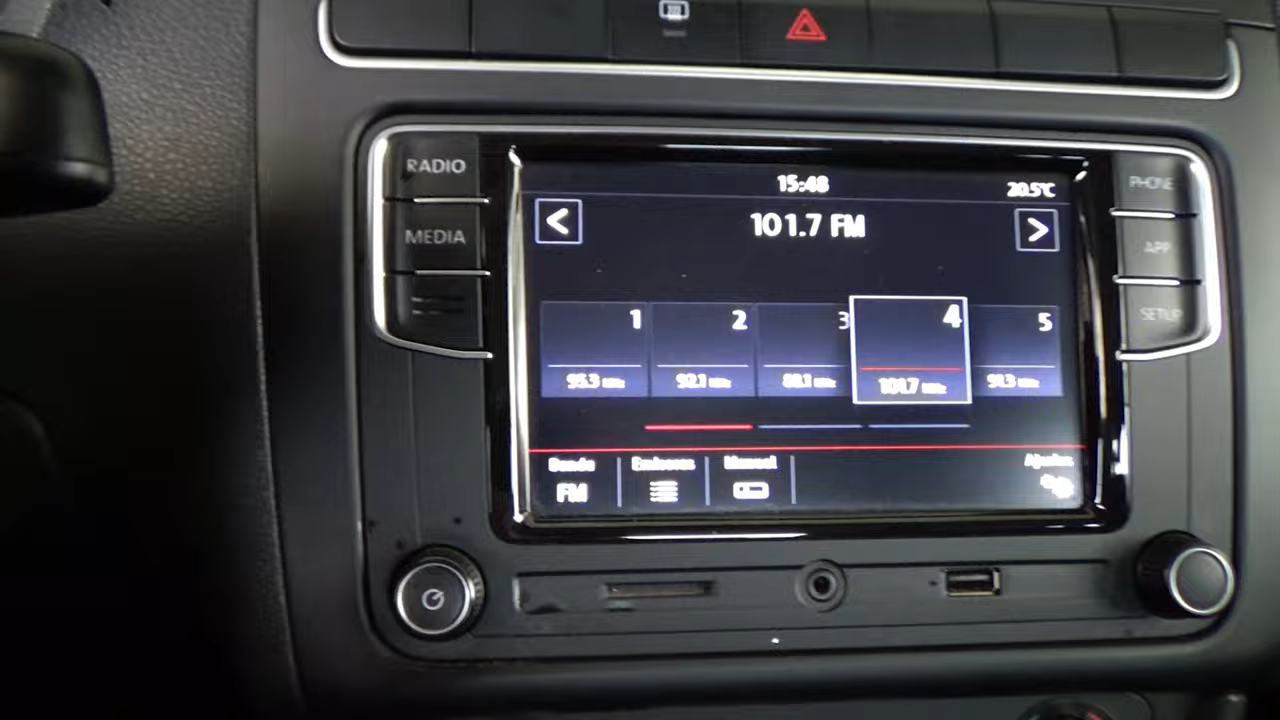 RADIO
MEDIA
PHONE
APP
SETUP
15:48
20.5°C
101.7 FM
1
2
3
4
5
95.3 MHz
92.1 MHz
88.1 MHz
101.7 MHz
91.3 MHz
Banda
Emisoras
Manual
Ajustes
FM